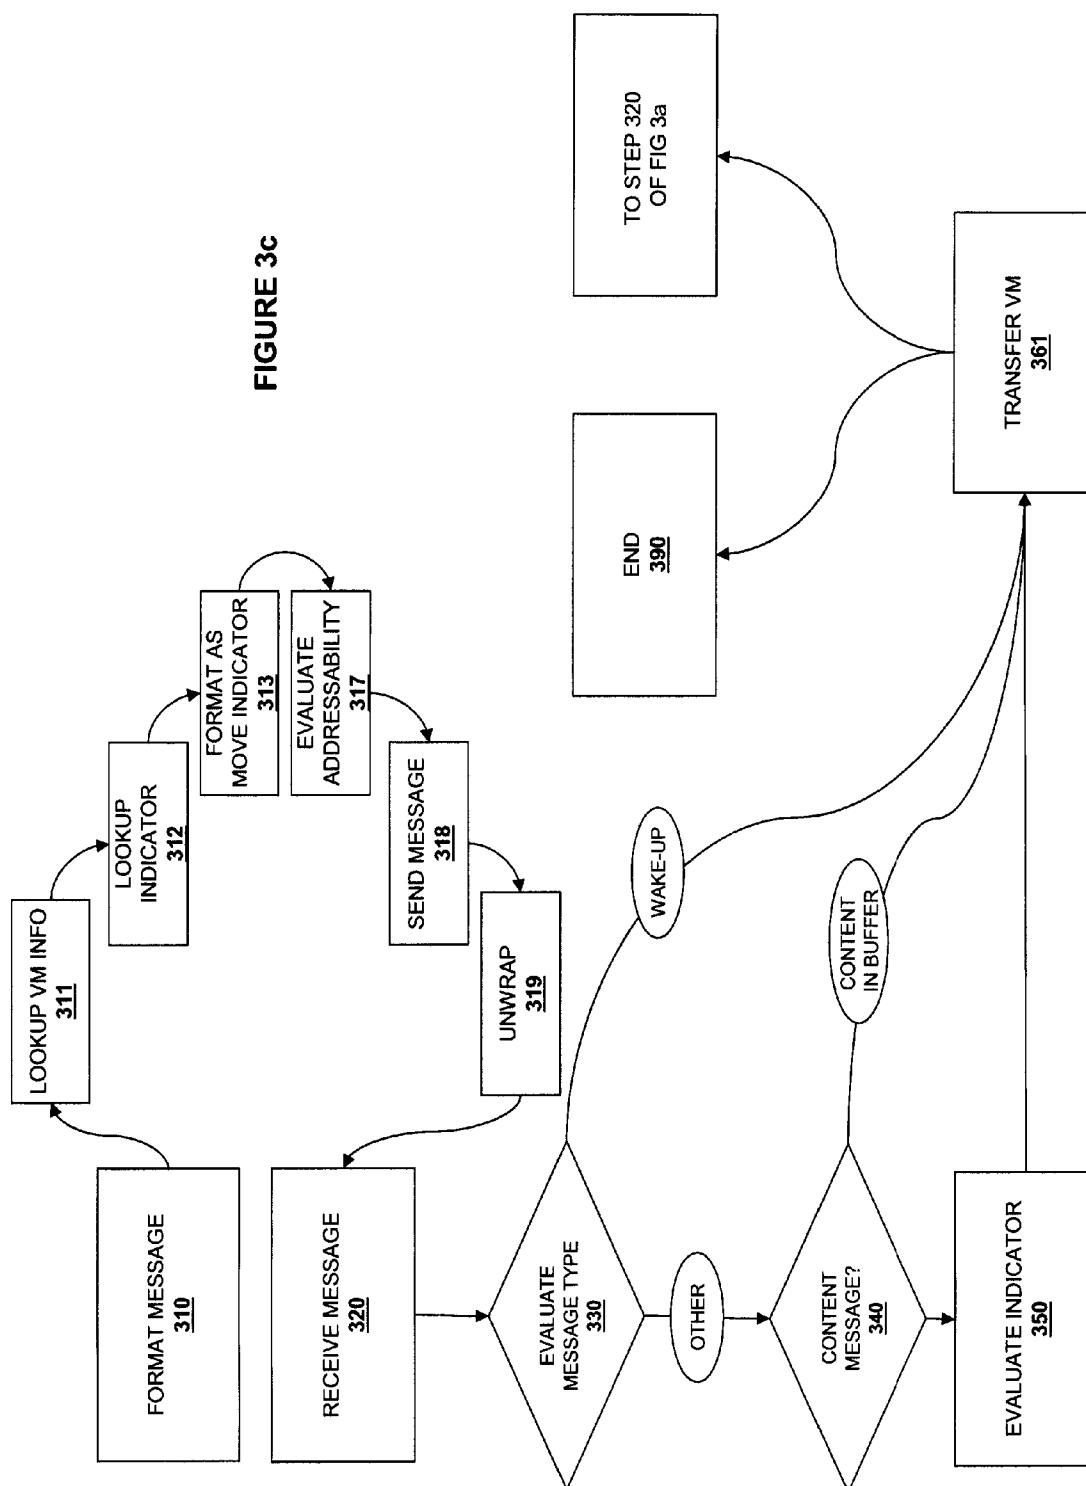 FIGURE 3c
FORMAT MESSAGE
310
LOOKUP VM INFO
311
LOOKUP
INDICATOR
312
FORMAT AS
MOVE INDICATOR
313
EVALUATE
ADDRESSABILITY
317
SEND MESSAGE
318
UNWRAP
319
RECEIVE MESSAGE
320
EVALUATE
MESSAGE TYPE
330
WAKE-UP
OTHER
CONTENT
MESSAGE?
340
CONTENT
IN BUFFER
EVALUATE INDICATOR
350
TRANSFER VM
361
END
390
TO STEP 320
OF FIG 3a